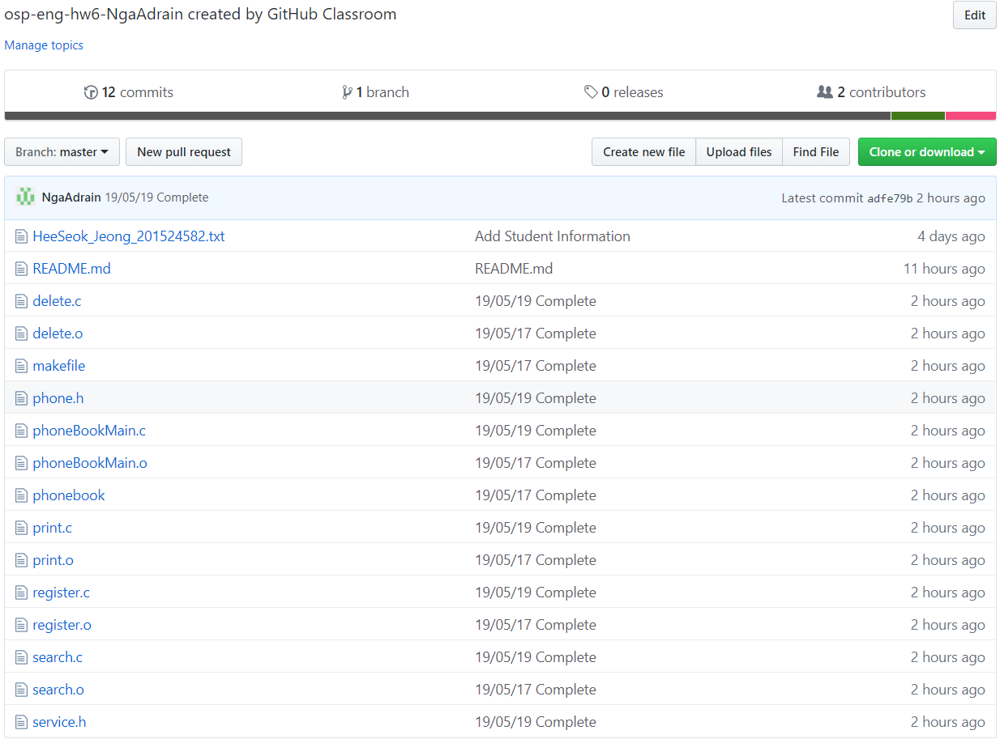 osp-eng-hw6-NgaAdrain created by GitHub Classroom Edit
Manage topics
12 commits 1 branch 0 releases 2 contributors
Branch: master New pull request Create new file Upload files Find File Clone or download
NgaAdrain 19/05/19 Complete Latest commit adfe79b 2 hours ago
HeeSeok_Jeong_201524582.txt Add Student Information 4 days ago
README.md README.md 11 hours ago
delete.c 19/05/19 Complete 2 hours ago
delete.o 19/05/17 Complete 2 hours ago
makefile 19/05/17 Complete 2 hours ago
phone.h 19/05/19 Complete 2 hours ago
phoneBookMain.c 19/05/19 Complete 2 hours ago
phoneBookMain.o 19/05/17 Complete 2 hours ago
phonebook 19/05/17 Complete 2 hours ago
print.c 19/05/19 Complete 2 hours ago
print.o 19/05/17 Complete 2 hours ago
register.c 19/05/19 Complete 2 hours ago
register.o 19/05/17 Complete 2 hours ago
search.c 19/05/19 Complete 2 hours ago
search.o 19/05/17 Complete 2 hours ago
service.h 19/05/19 Complete 2 hours ago